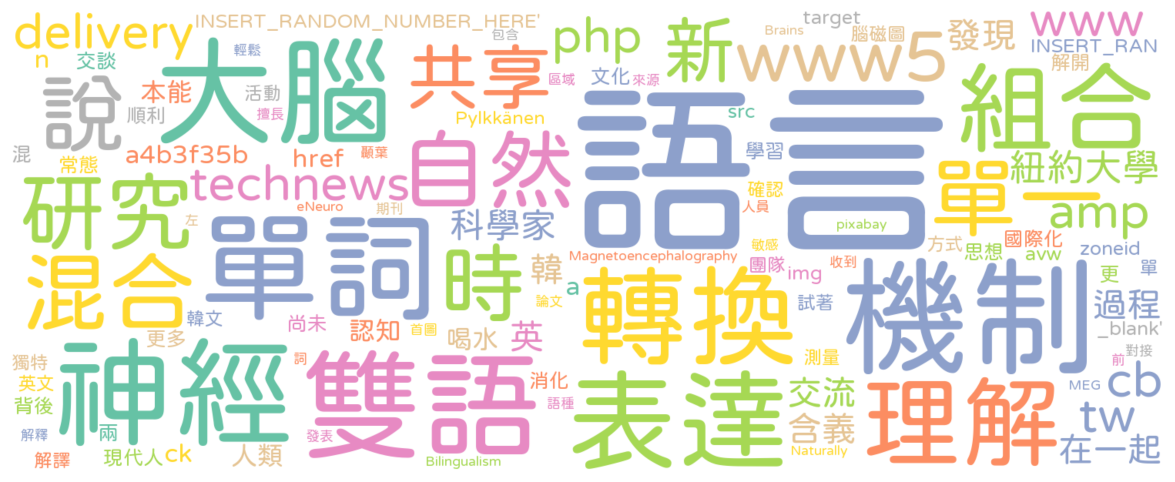 delivery
INSERT_RANDOM_NUMBER_HERE'
包含
php
新
Brains
target
腦磁圖
發現
www
n
交談
大腦
輕鬆
共享
區域
文化
來源
www5
INSERT_RAN
解開
說
本能
活動
順利
擅長
Pylkkänen
語言
src
組合
混
常態
a4b3f35b
href
顳葉
自然
學習
研究
technews
eNeuro
期刊
左
單詞
科學家
確認
人員
pixabay
單一
紐約大學
amp
混合
時
韓
Magnetoencephalography
敏感
團隊
img
收到
方式
思想
國際化
avw
zoneid
更
單
a
轉換
試著
機制
過程
_blank'
韓文
更多
尚未
認知
首圖
喝水
論文
英
測量
前
對接
獨特
英文
背後
神經
詞
雙語
消化
語種
表達
交流
含義
理解
MEG
cb
tw
解釋
兩
解譯
現代人
ck
人類
發表
Bilingualism
Naturally
在一起